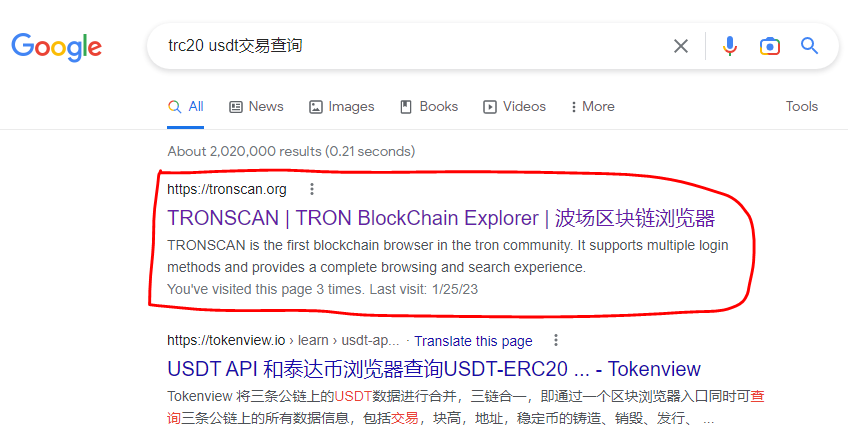 Google
trc20 usdt交易查询
All News Images Books Videos More Tools
About 2,020,000 results (0.21 seconds)
https://tronscan.org
TRONSCAN | TRON BlockChain Explorer | 波场区块链浏览器
TRONSCAN is the first blockchain browser in the tron community. It supports multiple login
methods and provides a complete browsing and search experience.
You've visited this page 3 times. Last visit: 1/25/23
https://tokenview.io › learn › usdt-ap... · Translate this page
USDT API 和泰达币浏览器查询USDT-ERC20 ... - Tokenview
Tokenview 将三条公链上的USDT数据进行合并，三链合一，即通过一个区块浏览器入口同时可查
询三条公链上的所有数据信息，包括交易，块高，地址，稳定币的铸造、销毁、发行、 ...